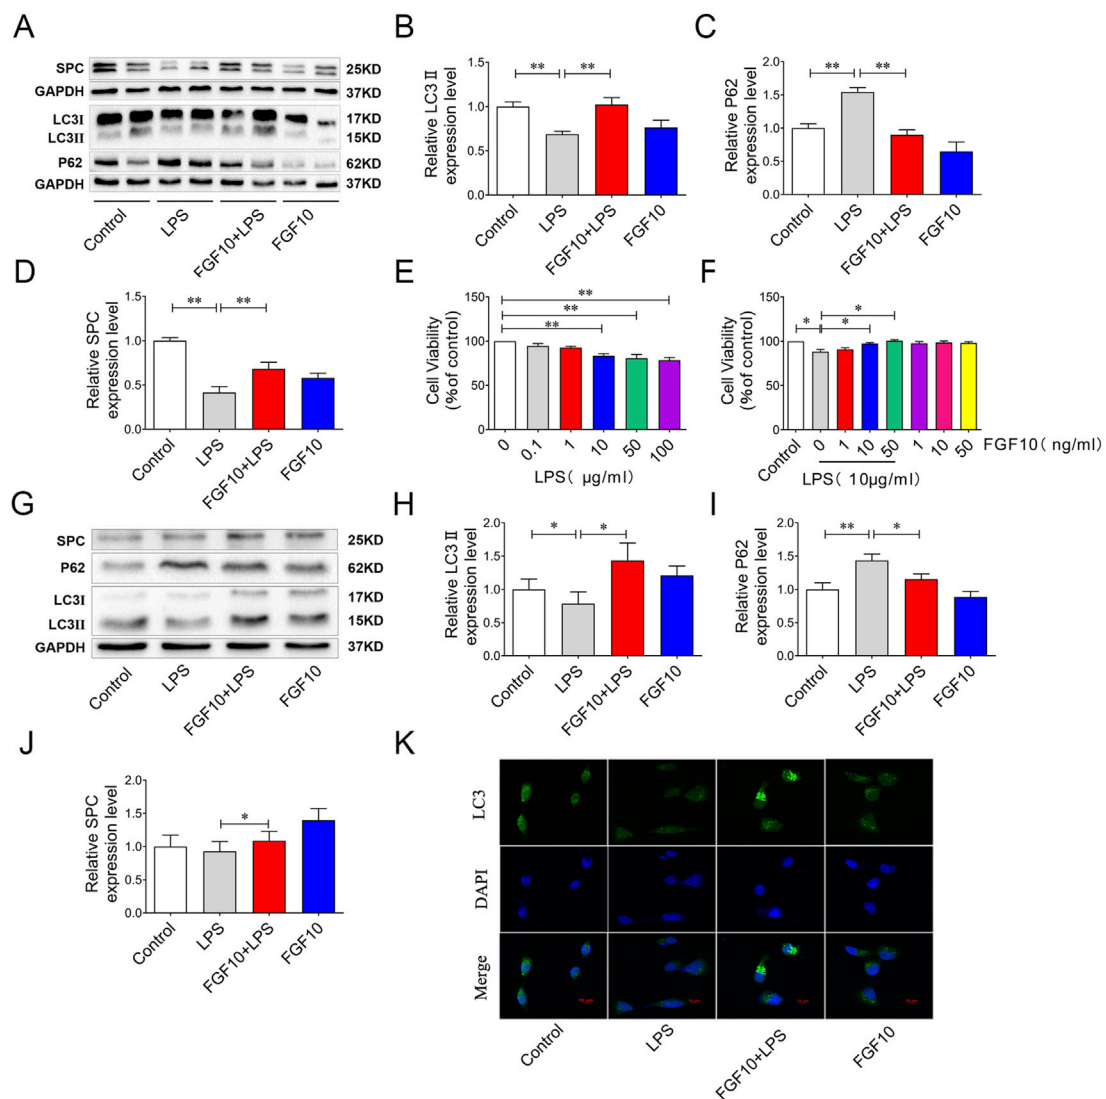 A
SPC
25KD
GAPDH
37KD
LC3I
17KD
LC3II
15KD
P62
62KD
GAPDH
37KD
Control
LPS
FGF10+LPS
FGF10
B
Relative LC3 II
expression level
1.5
1.0
0.5
0.0
**
**
Control
LPS
FGF10+LPS
FGF10
C
Relative P62
expression level
2.0
1.5
1.0
0.5
0.0
**
**
Control
LPS
FGF10+LPS
FGF10
D
Relative SPC
expression level
1.5
1.0
0.5
0.0
**
**
Control
LPS
FGF10+LPS
FGF10
E
Cell Viability
(%of control)
150
100
50
0
**
**
**
0
0.1
1
10
50
100
LPS( μg/ml)
F
Cell Viability
(%of control)
150
100
50
0
*
*
*
Control
0
1
10
50
1
10
50
FGF10( ng/ml)
LPS( 10μg/ml)
G
SPC
25KD
P62
62KD
LC3I
17KD
LC3II
15KD
GAPDH
37KD
Control
LPS
FGF10+LPS
FGF10
H
Relative LC3 II
expression level
2.0
1.5
1.0
0.5
0.0
*
*
Control
LPS
FGF10+LPS
FGF10
I
Relative P62
expression level
2.0
1.5
1.0
0.5
0.0
**
*
Control
LPS
FGF10+LPS
FGF10
J
Relative SPC
expression level
2.0
1.5
1.0
0.5
0.0
*
Control
LPS
FGF10+LPS
FGF10
K
LC3
DAPI
Merge
Control
LPS
FGF10+LPS
FGF10